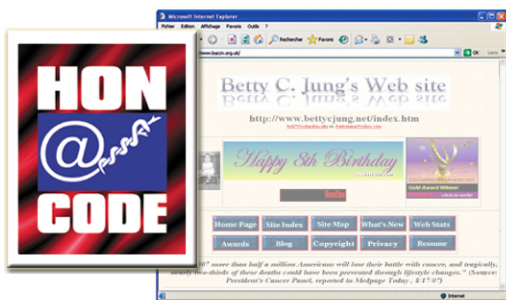 HON
@
CODE
Microsoft Internet Explorer
Fichier Edition Affichage Favoris Outils ?
Rechercher Favoris
OK
Betty C. Jung's Web site
http://www.bettycjung.net/index.htm
Happy 8th Birthday
Gold Award Winner
Home Page Site Index Site Map What's New Web Stats
Awards Blog Copyright Privacy Resume
more than half a million Americans will lose their battle with cancer, and tragically,
nearly two-thirds of these deaths could have been prevented through lifestyle changes." (Source:
President's Cancer Panel, reported in Medpage Today
Internet